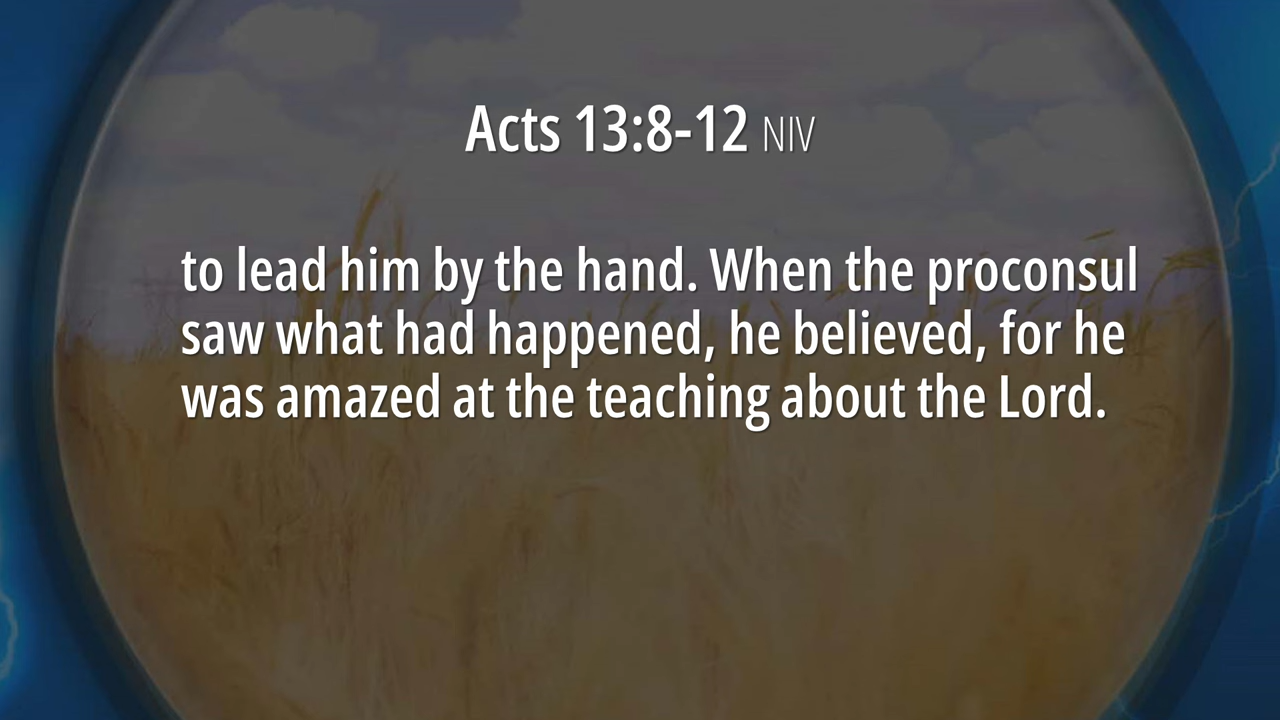 Acts 13:8-12 NIV
to lead him by the hand. When the proconsul
saw what had happened, he believed, for he
was amazed at the teaching about the Lord.